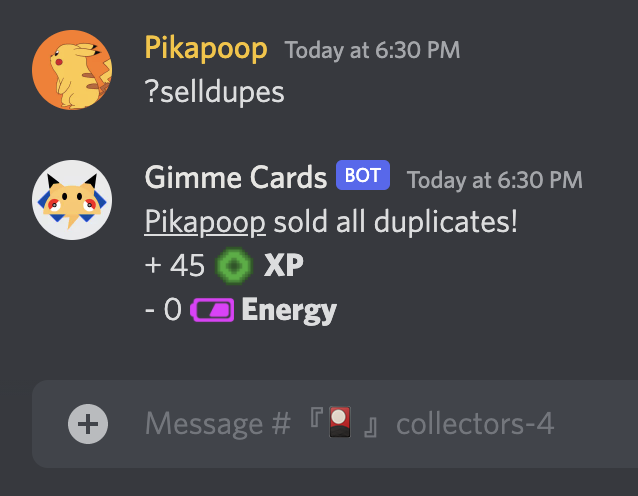 Pikapoop Today at 6:30 PM
?selldupes
Gimme Cards BOT Today at 6:30 PM
Pikapoop sold all duplicates!
+ 45 XP
- 0 Energy
Message # 『🎴 』 collectors-4